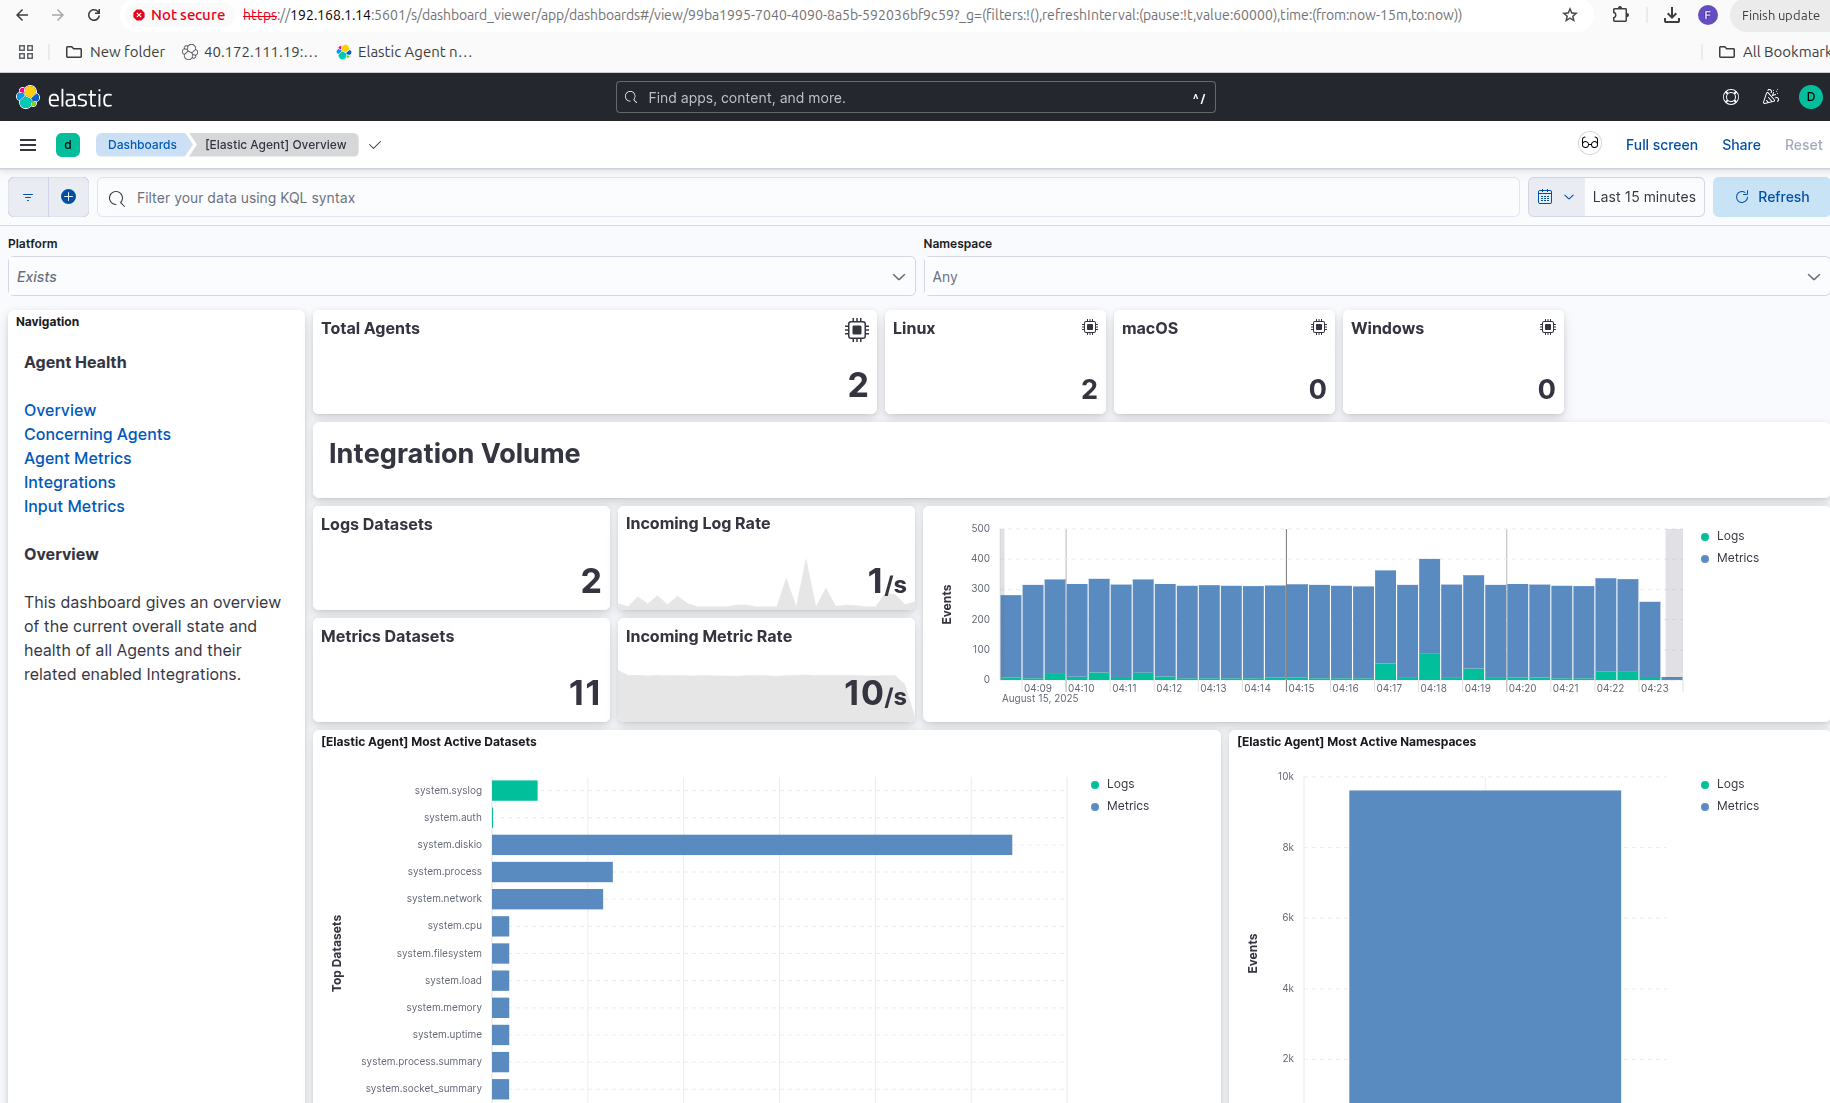 Not secure
https://192.168.1.14:5601/s/dashboard_viewer/app/dashboards#/view/99ba1995-7040-4090-8a5b-592036bf9c59?_g=(filters:!(),refreshInterval:(pause:!t,value:60000),time:(from:now-15m,to:now))
F
Finish update
New folder
40.172.111.19:...
Elastic Agent n...
All Bookmark
elastic
Find apps, content, and more.
^/
D
d
Dashboards
[Elastic Agent] Overview
Full screen
Share
Reset
Filter your data using KQL syntax
Last 15 minutes
Refresh
Platform
Namespace
Exists
Any
Navigation
Agent Health
Overview
Concerning Agents
Agent Metrics
Integrations
Input Metrics
Overview
This dashboard gives an overview
of the current overall state and
health of all Agents and their
related enabled Integrations.
Total Agents
2
Linux
2
macOS
0
Windows
0
Integration Volume
Logs Datasets
2
Incoming Log Rate
1/s
Metrics Datasets
11
Incoming Metric Rate
10/s
Events
500
400
300
200
100
0
04:09 04:10 04:11 04:12 04:13 04:14 04:15 04:16 04:17 04:18 04:19 04:20 04:21 04:22 04:23
August 15, 2025
Logs
Metrics
[Elastic Agent] Most Active Datasets
Top Datasets
system.syslog
system.auth
system.diskio
system.process
system.network
system.cpu
system.filesystem
system.load
system.memory
system.uptime
system.process.summary
system.socket_summary
Logs
Metrics
[Elastic Agent] Most Active Namespaces
Events
10k
8k
6k
4k
2k
Logs
Metrics